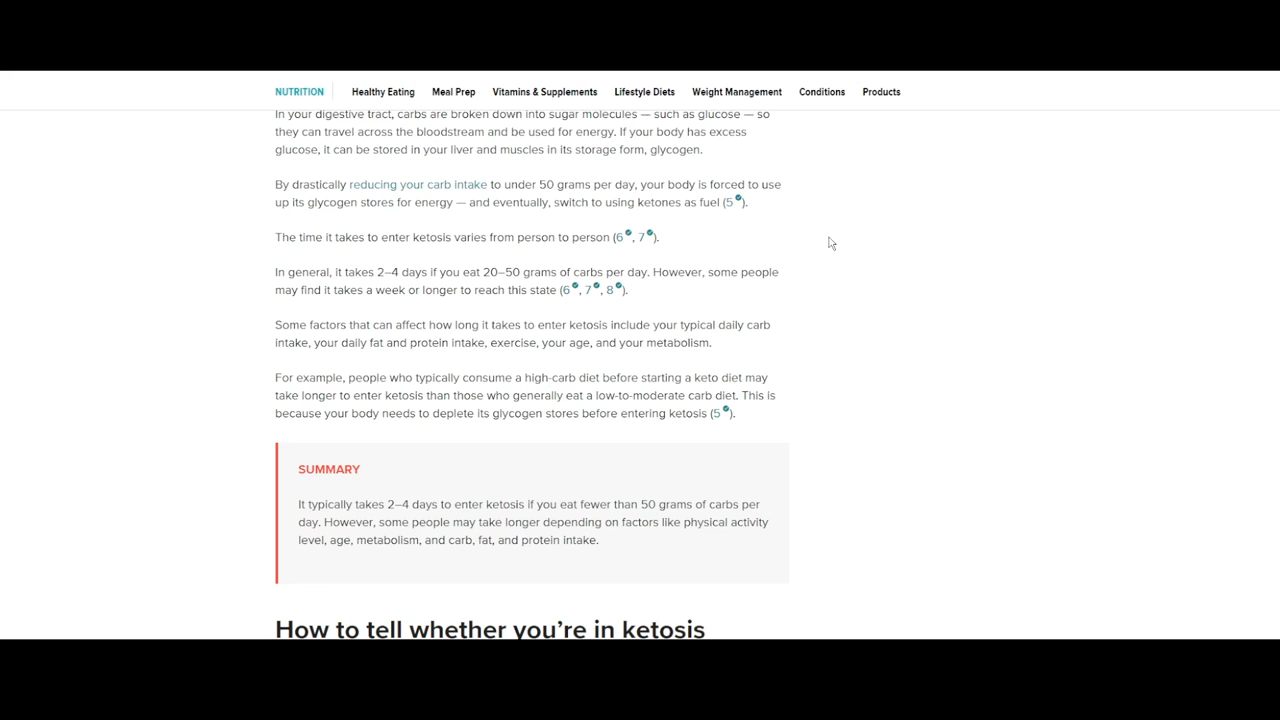 NUTRITION Healthy Eating Meal Prep Vitamins & Supplements Lifestyle Diets Weight Management Conditions Products
In your digestive tract, carbs are broken down into sugar molecules — such as glucose — so
they can travel across the bloodstream and be used for energy. If your body has excess
glucose, it can be stored in your liver and muscles in its storage form, glycogen.
By drastically reducing your carb intake to under 50 grams per day, your body is forced to use
up its glycogen stores for energy — and eventually, switch to using ketones as fuel (5).
The time it takes to enter ketosis varies from person to person (6, 7).
In general, it takes 2–4 days if you eat 20–50 grams of carbs per day. However, some people
may find it takes a week or longer to reach this state (6, 7, 8).
Some factors that can affect how long it takes to enter ketosis include your typical daily carb
intake, your daily fat and protein intake, exercise, your age, and your metabolism.
For example, people who typically consume a high-carb diet before starting a keto diet may
take longer to enter ketosis than those who generally eat a low-to-moderate carb diet. This is
because your body needs to deplete its glycogen stores before entering ketosis (5).
SUMMARY
It typically takes 2–4 days to enter ketosis if you eat fewer than 50 grams of carbs per
day. However, some people may take longer depending on factors like physical activity
level, age, metabolism, and carb, fat, and protein intake.
How to tell whether you're in ketosis